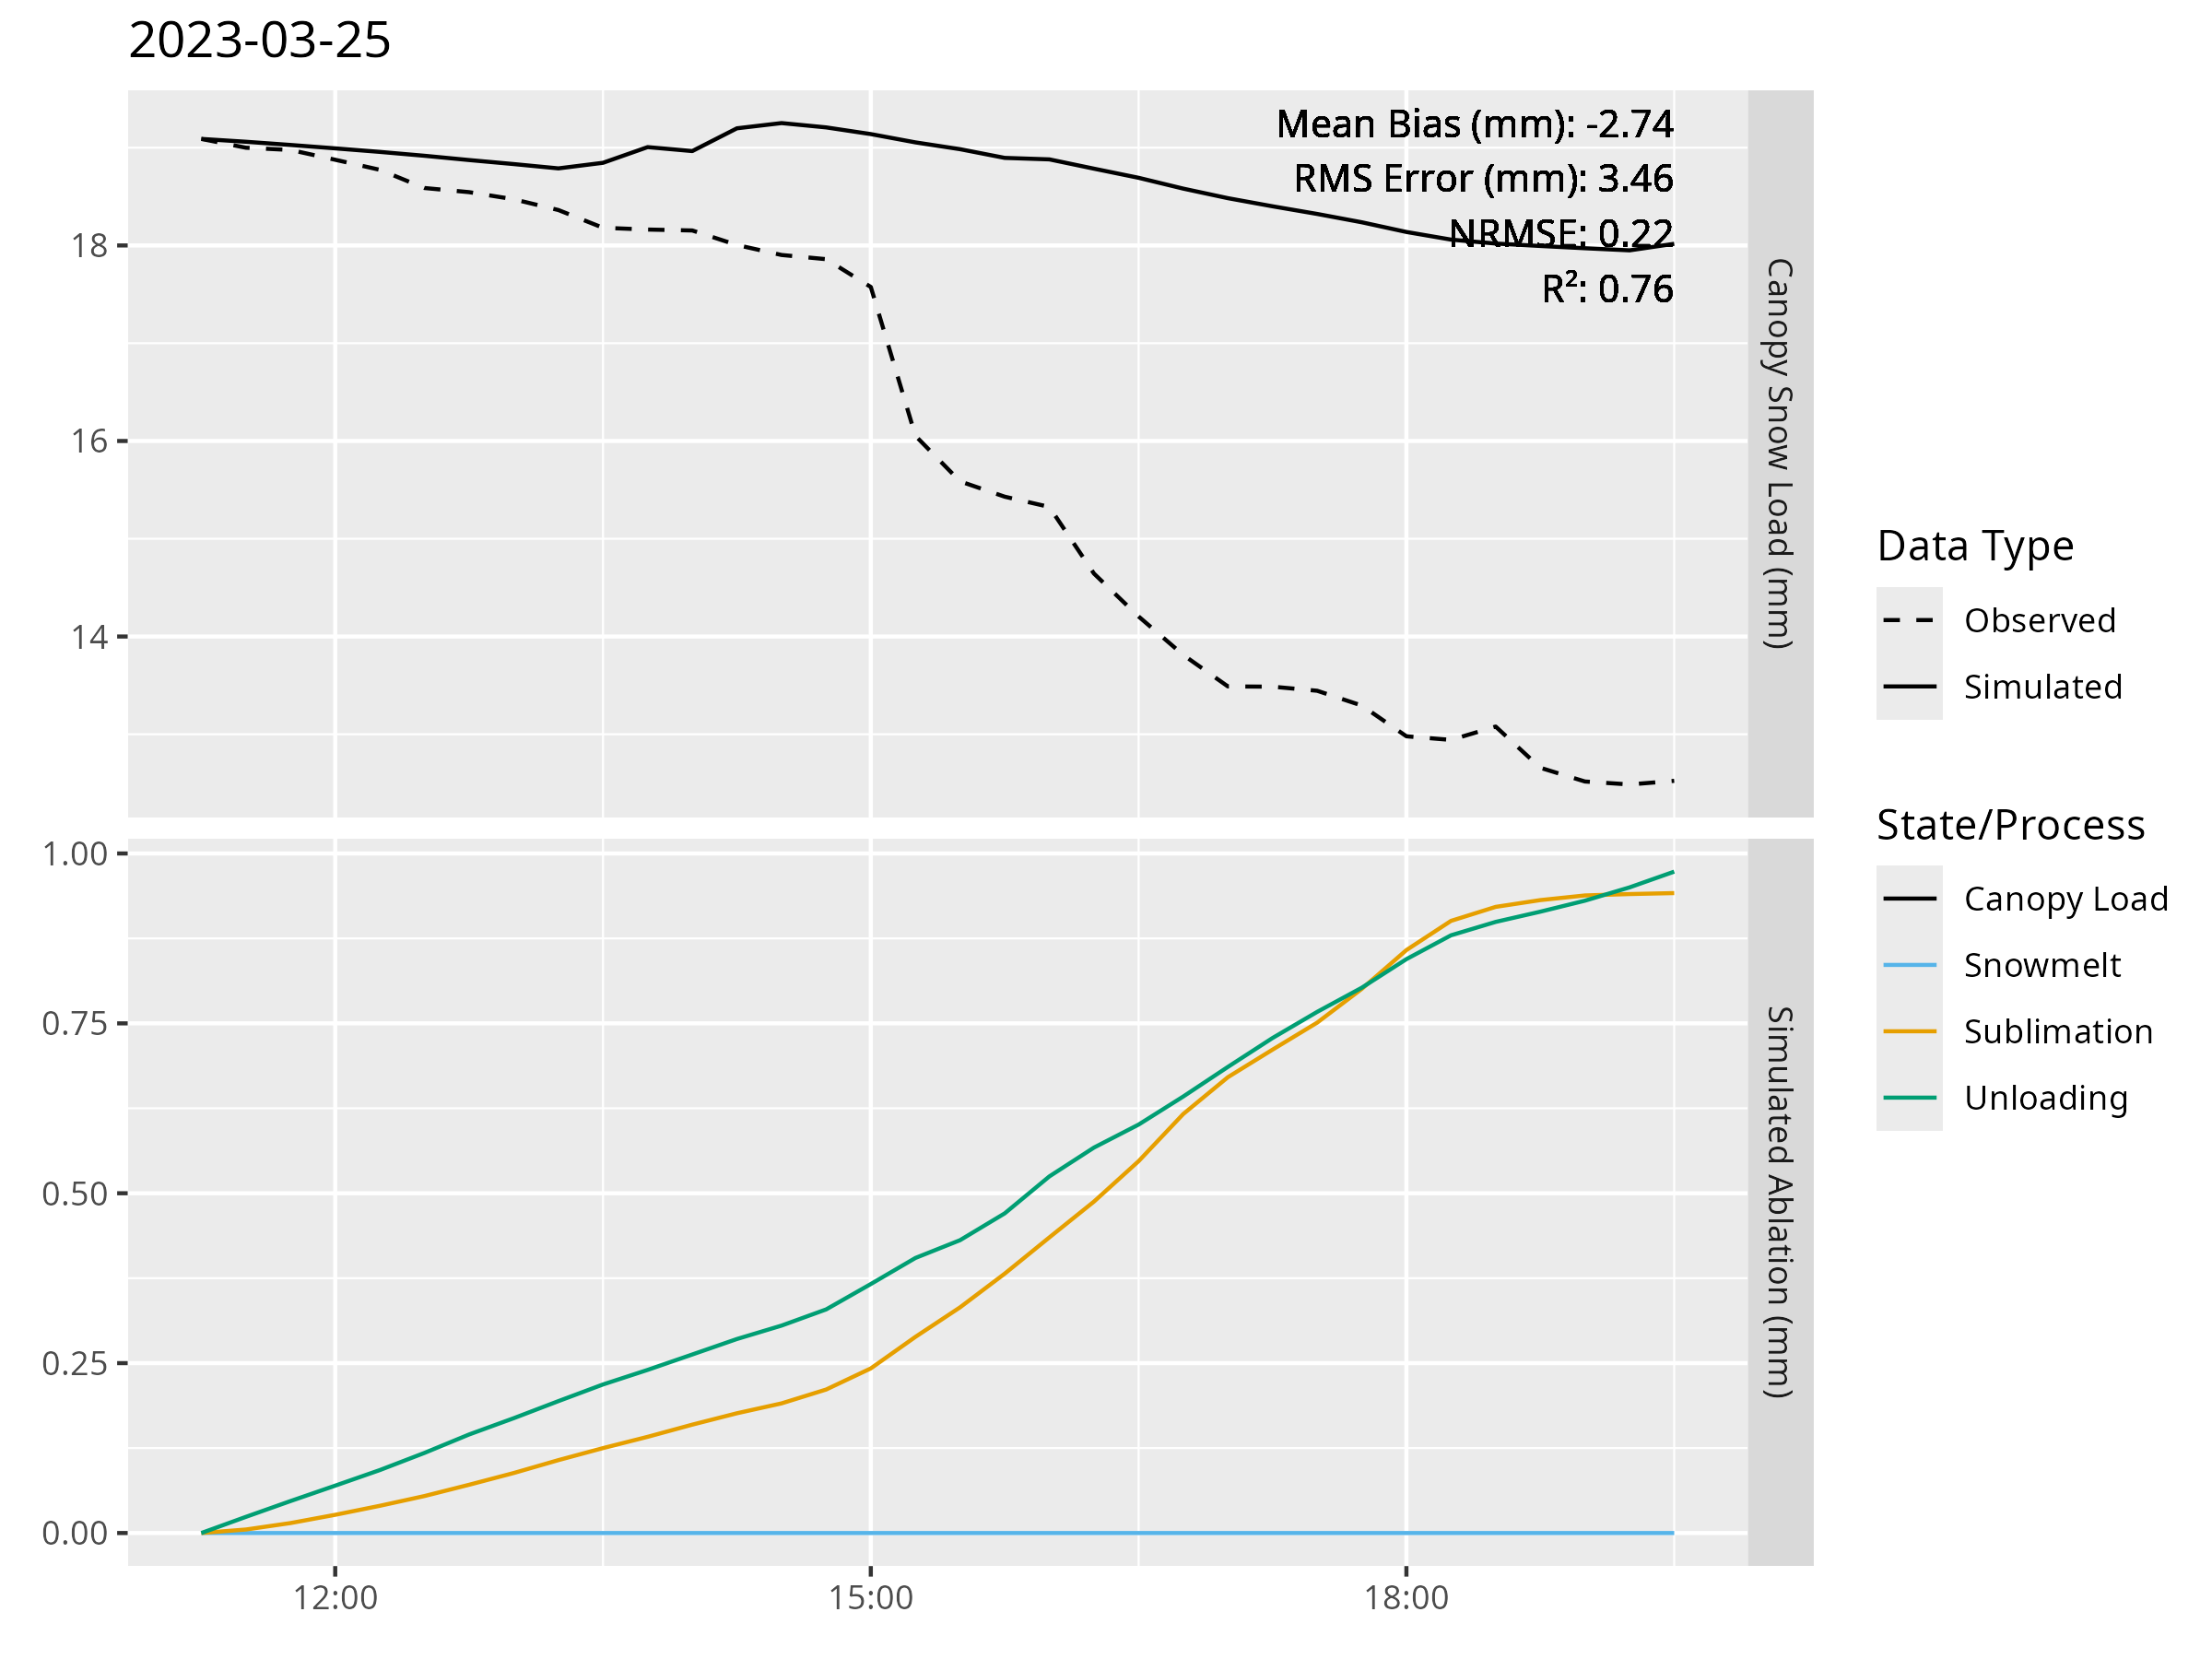 2023-03-25
Mean Bias (mm): -2.74
RMS Error (mm): 3.46
NRMSE: 0.22
R²: 0.76
18
16
14
Canopy Snow Load (mm)
1.00
0.75
0.50
0.25
0.00
Simulated Ablation (mm)
12:00
15:00
18:00
Data Type
Observed
Simulated
State/Process
Canopy Load
Snowmelt
Sublimation
Unloading